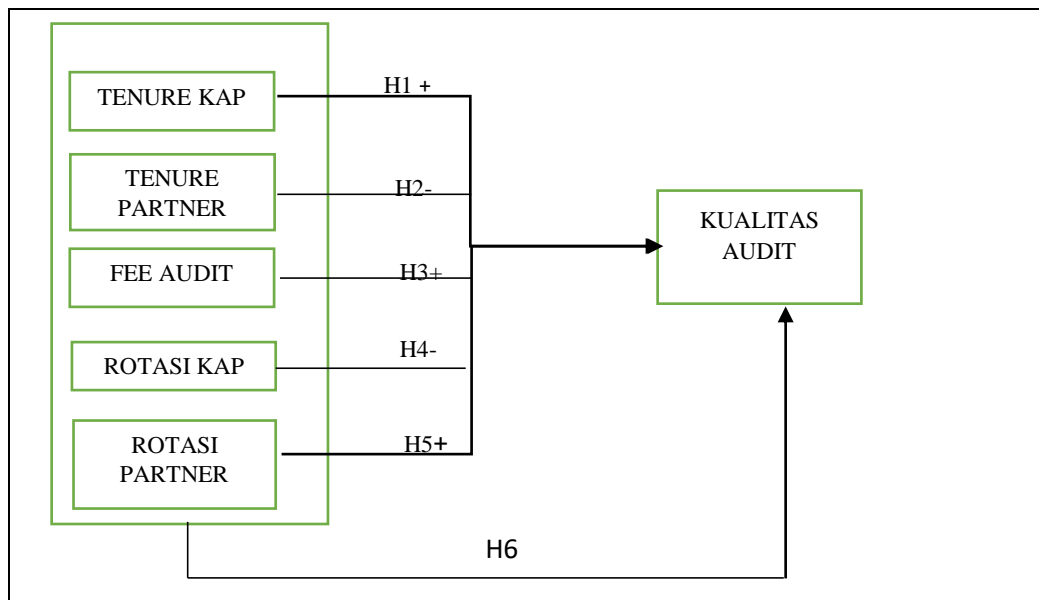 TENURE KAP
H1 +
TENURE
PARTNER
H2-
FEE AUDIT
H3+
ROTASI KAP
H4-
ROTASI
PARTNER
H5+
KUALITAS
AUDIT
H6